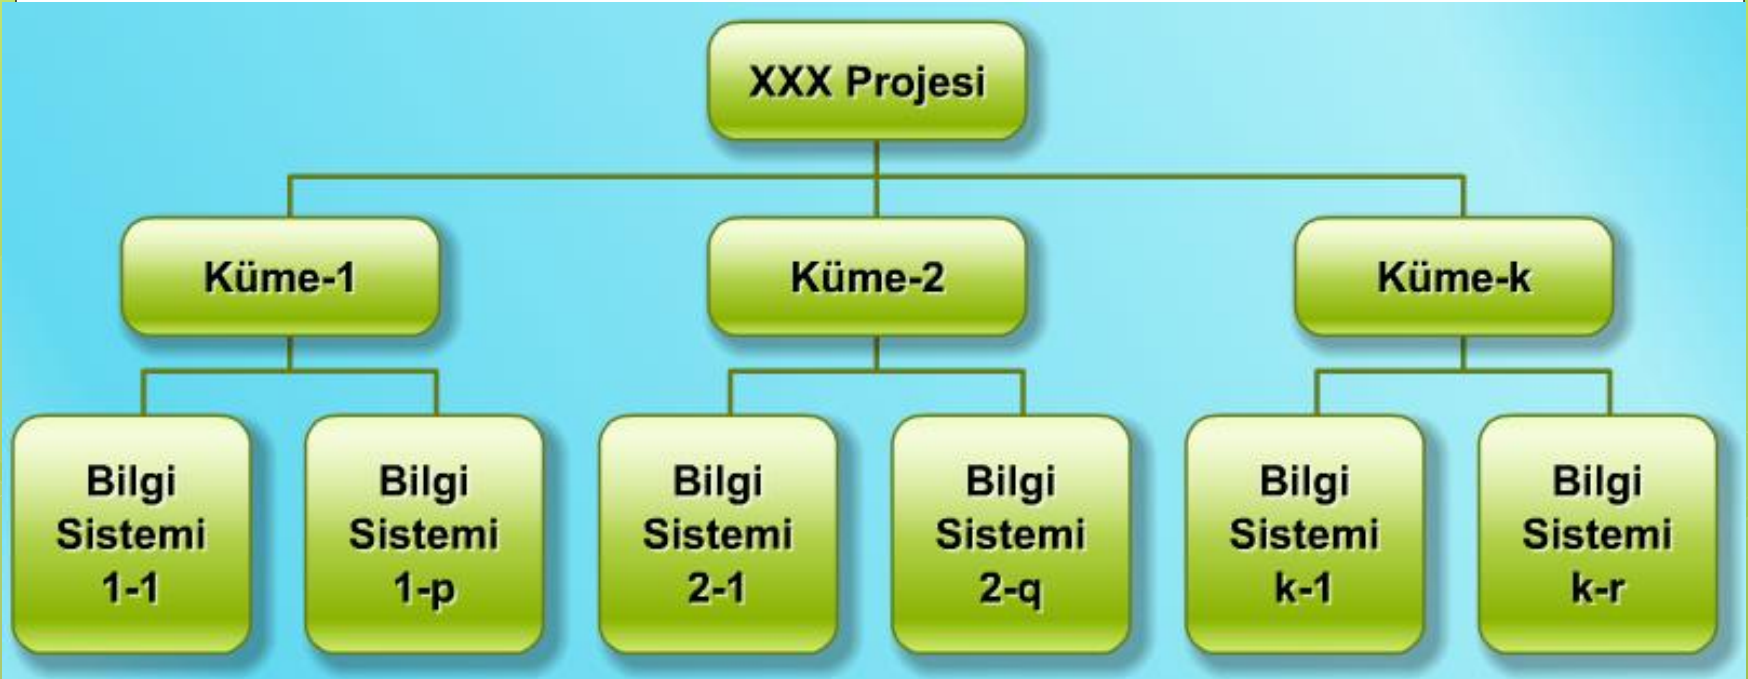 XXX Projesi
Küme-1
Küme-2
Küme-k
Bilgi
Sistemi
1-1
Bilgi
Sistemi
1-p
Bilgi
Sistemi
2-1
Bilgi
Sistemi
2-q
Bilgi
Sistemi
k-1
Bilgi
Sistemi
k-r